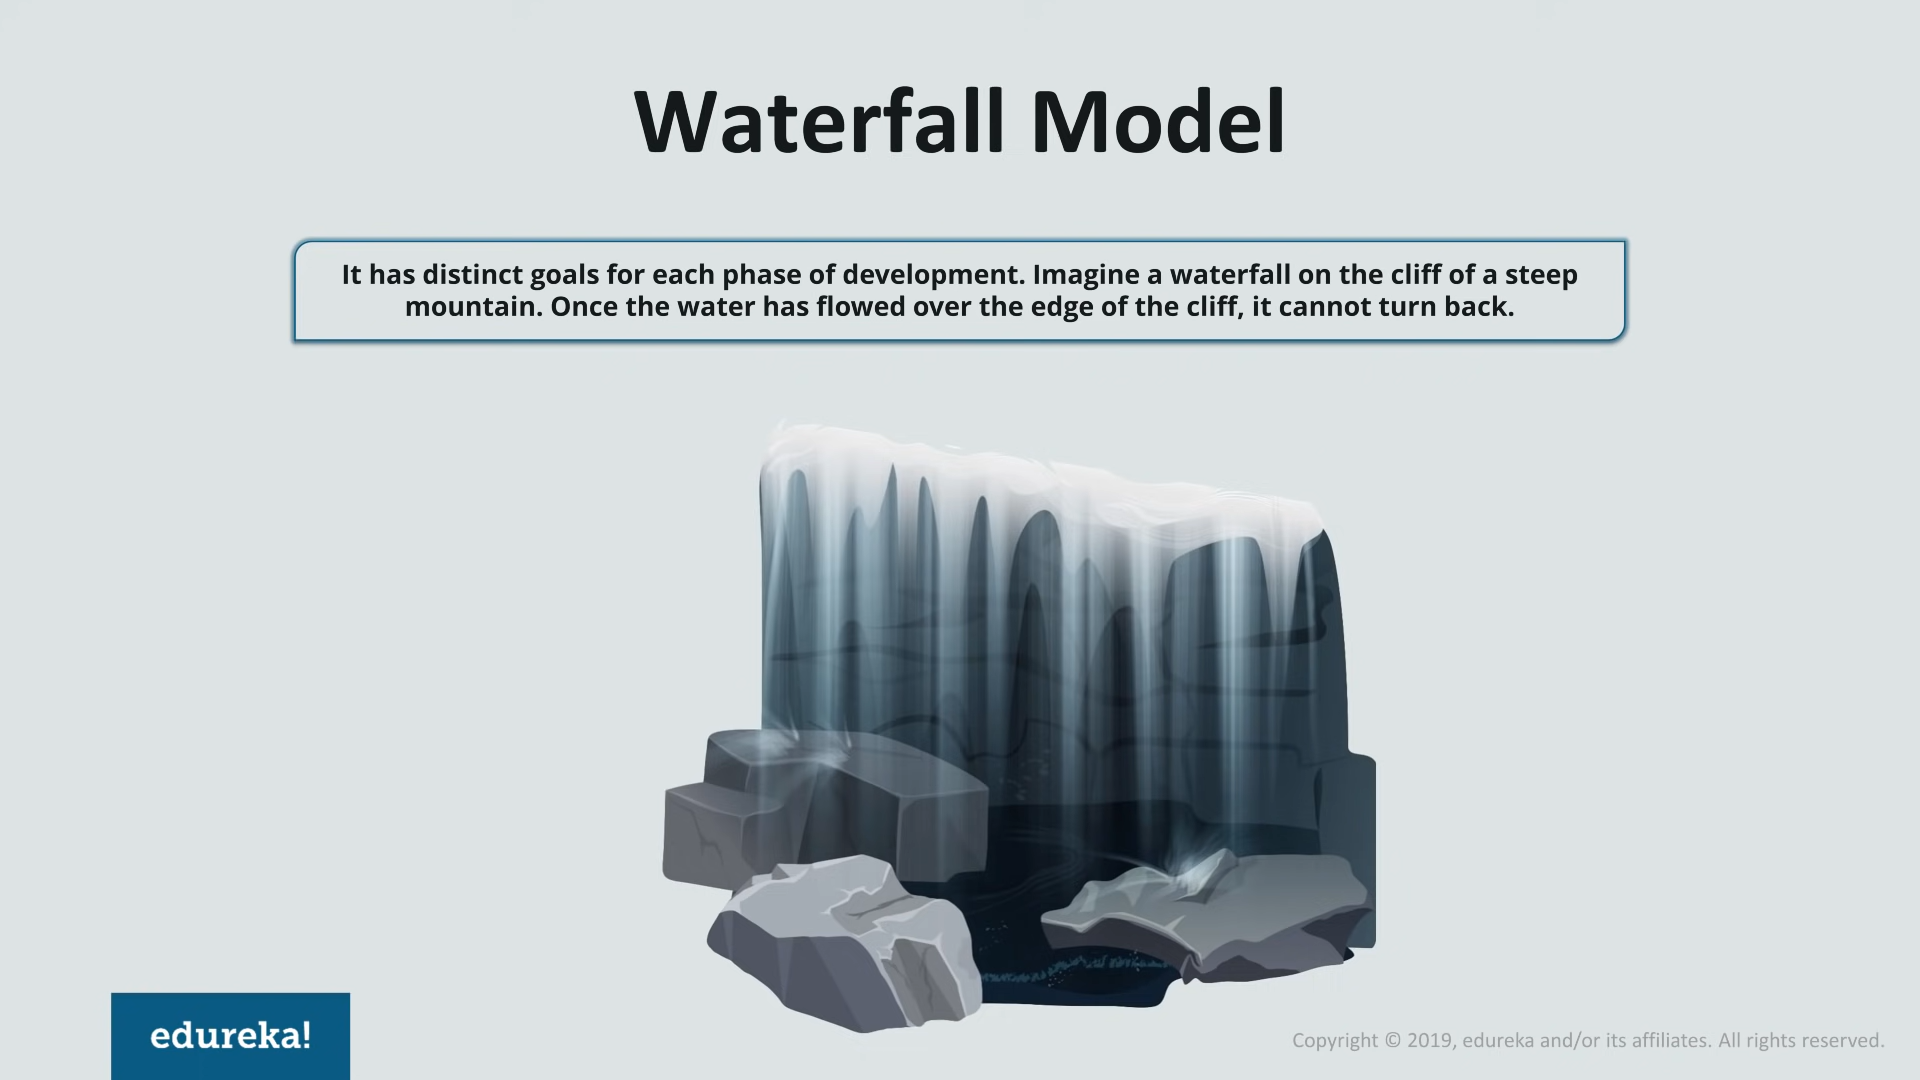 Waterfall Model
It has distinct goals for each phase of development. Imagine a waterfall on the cliff of a steep
mountain. Once the water has flowed over the edge of the cliff, it cannot turn back.
edureka!
Copyright © 2019, edureka and/or its affiliates. All rights reserved.